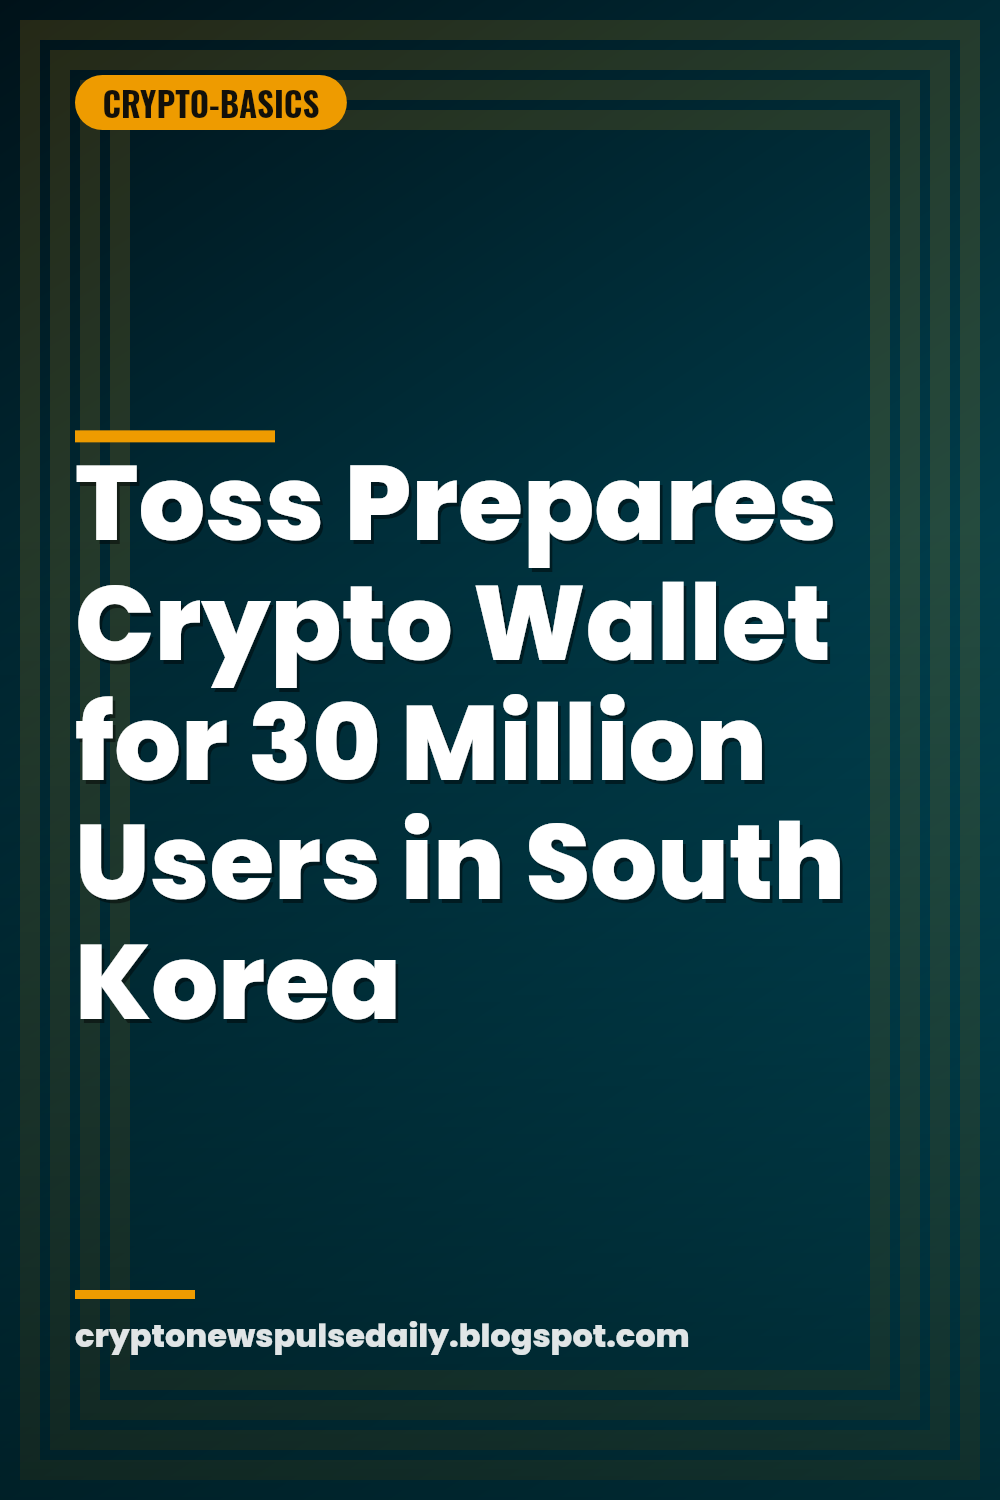 CRYPTO-BASICS
Toss Prepares
Crypto Wallet
for 30 Million
Users in South
Korea
cryptonewspulsedaily.blogspot.com